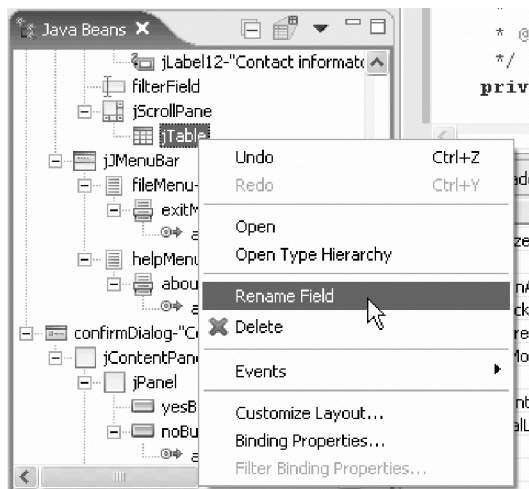 Java Beans
jLabel12-"Contact informat
filterField
jScrollPane
jTable
jJMenuBar
fileMenu-
exitM
a
helpMenu
abou
a
confirmDialog-"C
jContentPan
jPanel
yesB
noBu
a
Undo Ctrl+Z
Redo Ctrl+Y
Open
Open Type Hierarchy
Rename Field
Delete
Events
Customize Layout...
Binding Properties...
Filter Binding Properties...
*
* @
*/
priv